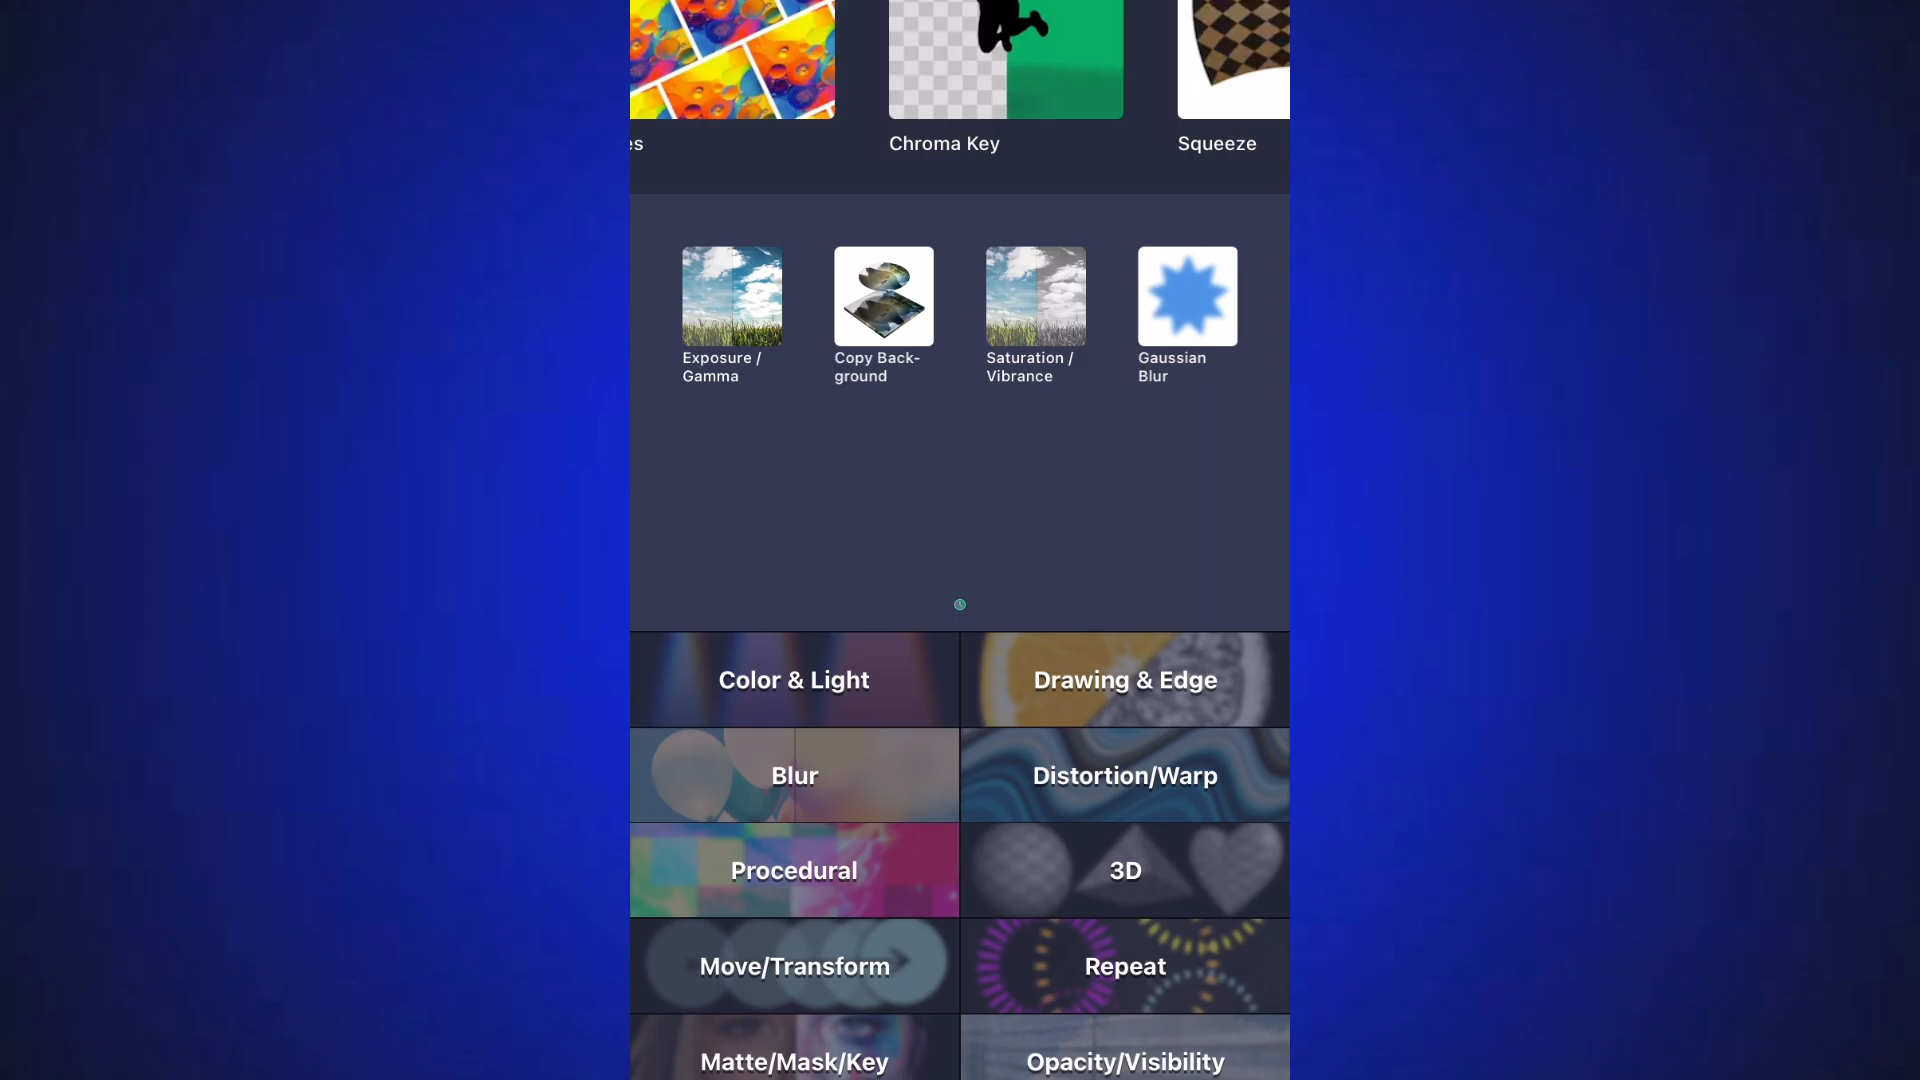 es
Chroma Key
Squeeze
Exposure /
Gamma
Copy Back-
ground
Saturation /
Vibrance
Gaussian
Blur
Color & Light
Drawing & Edge
Blur
Distortion/Warp
Procedural
3D
Move/Transform
Repeat
Matte/Mask/Key
Opacity/Visibility